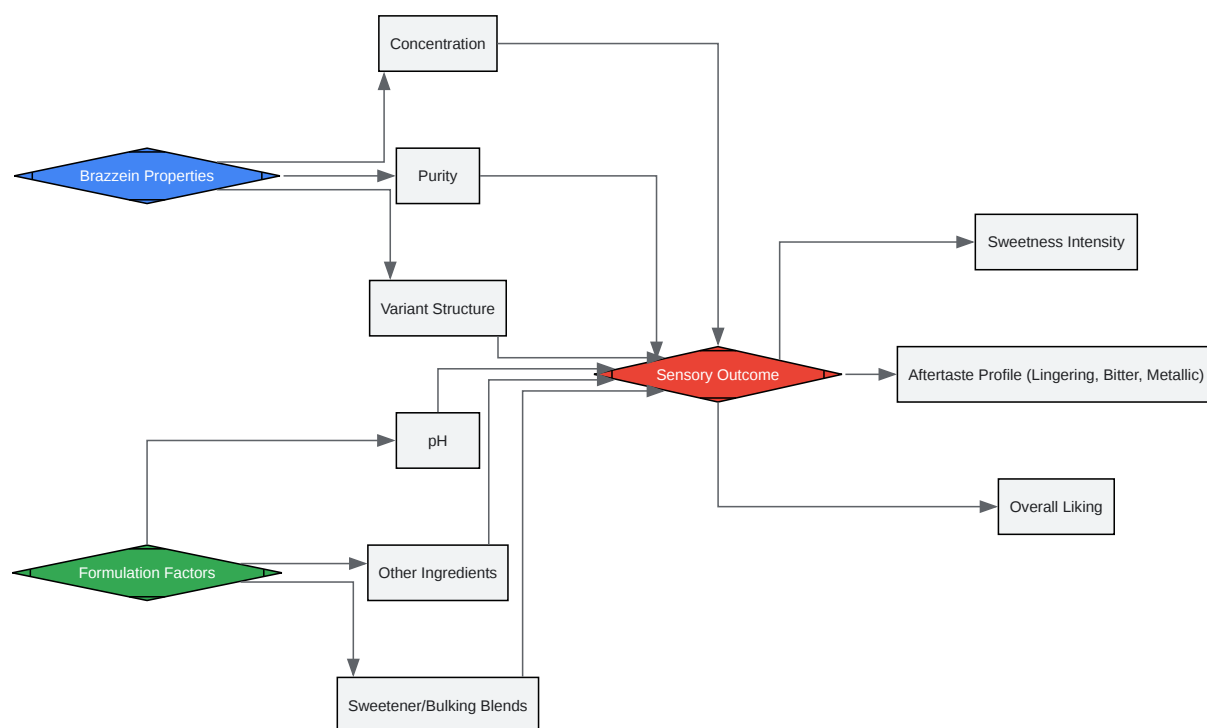 Concentration
Brazzein Properties
Purity
Sweetness Intensity
Variant Structure
Sensory Outcome
Aftertaste Profile (Lingering, Bitter, Metallic)
pH
Overall Liking
Formulation Factors
Other Ingredients
Sweetener/Bulking Blends